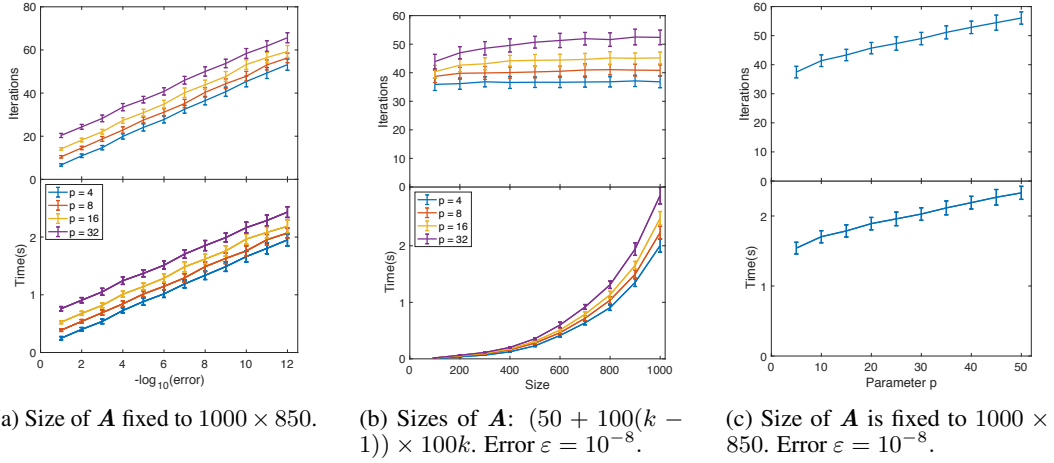 80
60
40
20
0
Iterations
p = 4
p = 8
p = 16
p = 32
2
1
0
Time(s)
0 2 4 6 8 10 12
-log10(error)
a) Size of A fixed to 1000 × 850.
60
50
40
30
20
10
0
Iterations
p = 4
p = 8
p = 16
p = 32
2
1
0
Time(s)
200 400 600 800 1000
Size
(b) Sizes of A: (50 + 100(k −
1)) × 100k. Error ε = 10−8.
60
50
40
30
20
10
0
Iterations
2
1
0
Time(s)
0 10 20 30 40 50
Parameter p
(c) Size of A is fixed to 1000 ×
850. Error ε = 10−8.